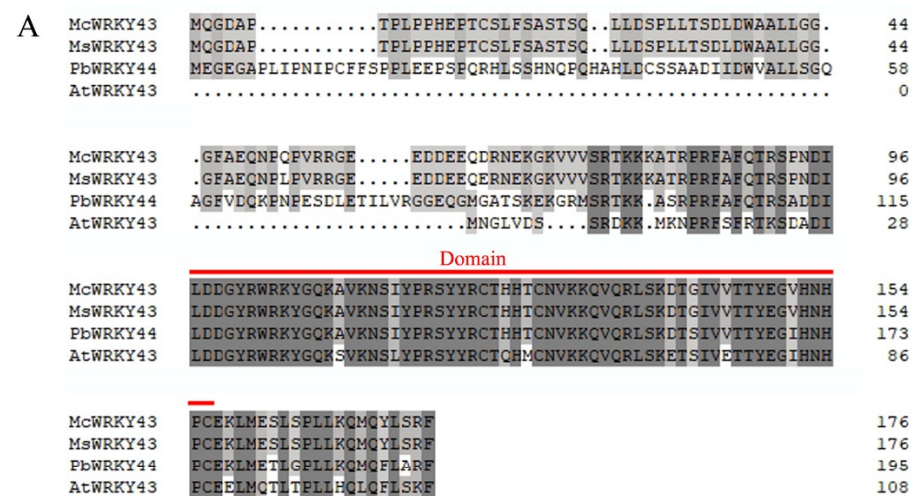 A
McWRKY43 MQGDAP...........TPLPPHEPTCSLFSASTSQ..LLDSPLLTSDLDWAALLGG. 44
MsWRKY43 MQGDAP...........TPLPPHEPTCSLFSASTSQ..LLDSPLLTSDLDWAALLGG. 44
PbWRKY44 MEGEGAPLIPNIPCFFSPPLEEPSPQRHLSSHNQPQHAHLDCSSAADIIDWVALLSGQ 58
AtWRKY43 .......................................................... 0
McWRKY43 .GFAEQNPQPVRRGE.....EDDEEQDRNEKGKVVVSRTKKKATRPRFAFQTRSPNDI 96
MsWRKY43 .GFAEQNPLPVRRGE.....EDDEEQERNEKGKVVVSRTKKKATRPRFAFQTRSPNDI 96
PbWRKY44 AGFVDQKPNPESDLETILVRGGEQGMGATSKEKGRMSRTKK.ASRPRFAFQTRSADDI 115
AtWRKY43 .........................MNGLVDS....SRDKK.MKNPRFSFRTKSDADI 28
Domain
McWRKY43 LDDGYRWRKYGQKAVKNSIYPRSYYRCTHHTCNVKKQVQRLSKDTGIVVTTYEGVHNH 154
MsWRKY43 LDDGYRWRKYGQKAVKNSIYPRSYYRCTHHTCNVKKQVQRLSKDTGIVVTTYEGVHNH 154
PbWRKY44 LDDGYRWRKYGQKAVKNSIYPRSYYRCTHHTCNVKKQVQRLSKDTSIVVTTYEGIHNH 173
AtWRKY43 LDDGYRWRKYGQKSVKNSLYPRSYYRCTQHMCNVKKQVQRLSKETSIVETTYEGIHNH 86
McWRKY43 PCEKLMESLSPLLKQMQYLSRF 176
MsWRKY43 PCEKLMESLSPLLKQMQYLSRF 176
PbWRKY44 PCEKLMETLGPLLKQMQFLARF 195
AtWRKY43 PCEELMQTLTPLLHQLQFLSKF 108